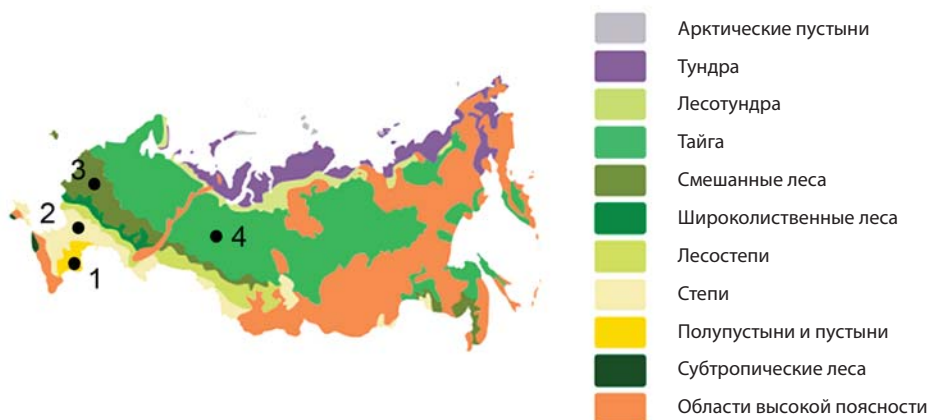 3
2
1
4
Арктические пустыни
Тундра
Лесотундра
Тайга
Смешанные леса
Широколиственные леса
Лесостепи
Степи
Полупустыни и пустыни
Субтропические леса
Области высокой поясности